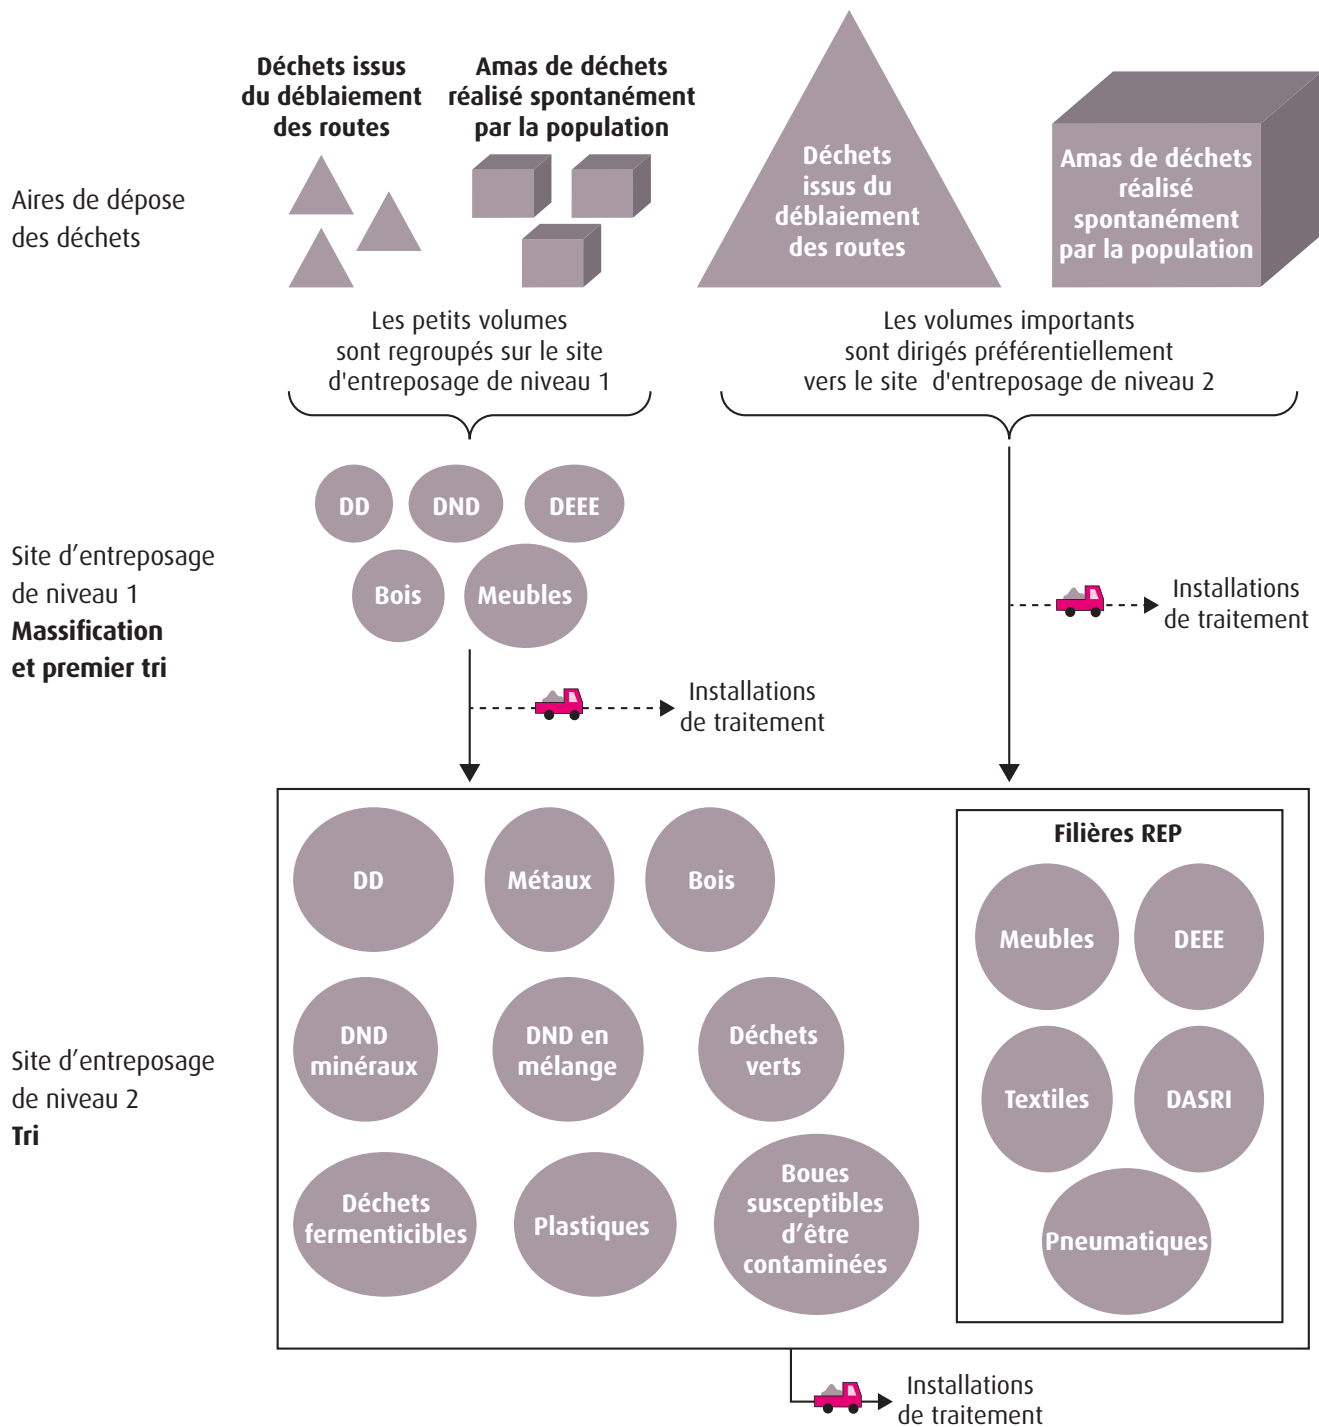 Déchets issus
du déblaiement
des routes
Amas de déchets
réalisé spontanément
par la population
Déchets
issus du
déblaiement
des routes
Amas de déchets
réalisé
spontanément
par la population
Aires de dépose
des déchets
Les petits volumes
sont regroupés sur le site
d'entreposage de niveau 1
Les volumes importants
sont dirigés préférentiellement
vers le site d'entreposage de niveau 2
Site d’entreposage
de niveau 1
Massification
et premier tri
DD
DND
DEEE
Bois
Meubles
Installations
de traitement
Installations
de traitement
Site d’entreposage
de niveau 2
Tri
DD
Métaux
Bois
DND
minéraux
DND en
mélange
Déchets
verts
Déchets
fermenticibles
Plastiques
Boues
susceptibles
d’être
contaminées
Filières REP
Meubles
DEEE
Textiles
DASRI
Pneumatiques
Installations
de traitement